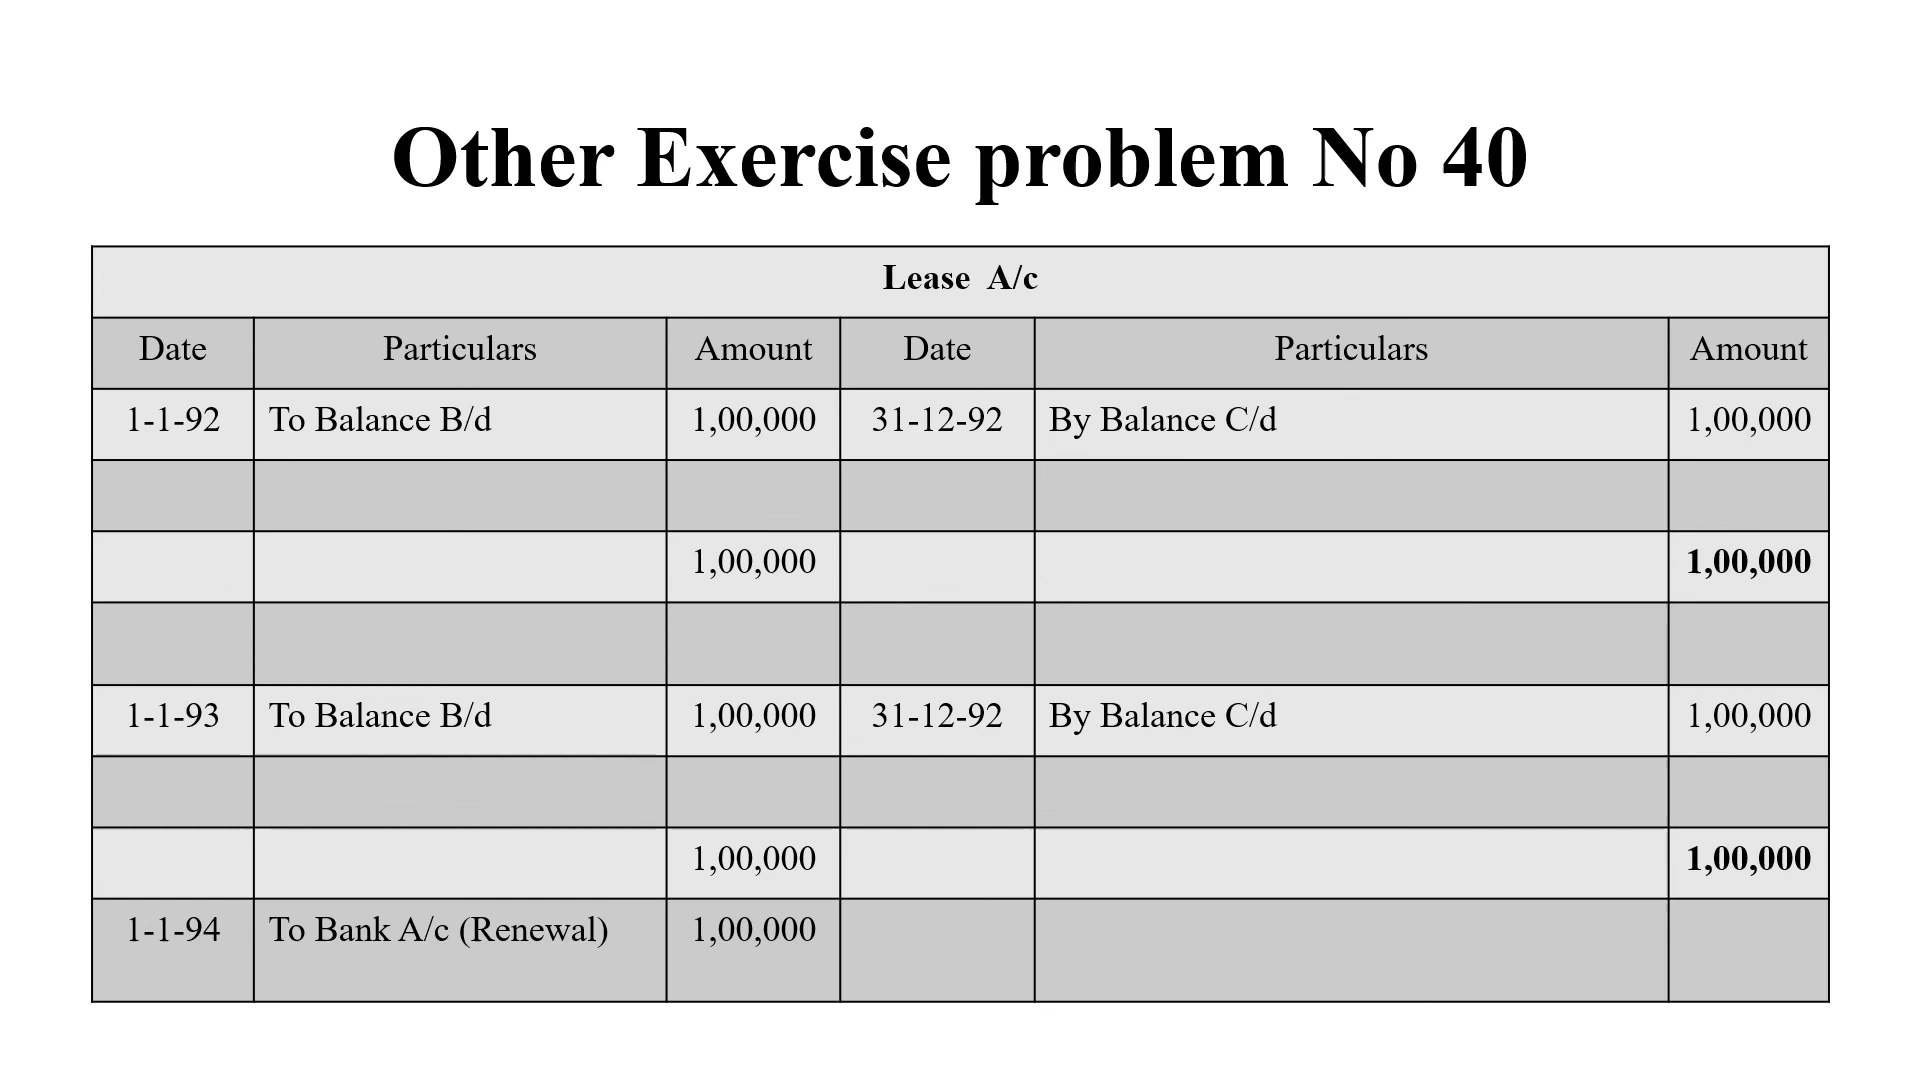 Other Exercise problem No 40
Lease A/c
Date Particulars Amount Date Particulars Amount
1-1-92 To Balance B/d 1,00,000 31-12-92 By Balance C/d 1,00,000
1,00,000 1,00,000
1-1-93 To Balance B/d 1,00,000 31-12-92 By Balance C/d 1,00,000
1,00,000 1,00,000
1-1-94 To Bank A/c (Renewal) 1,00,000